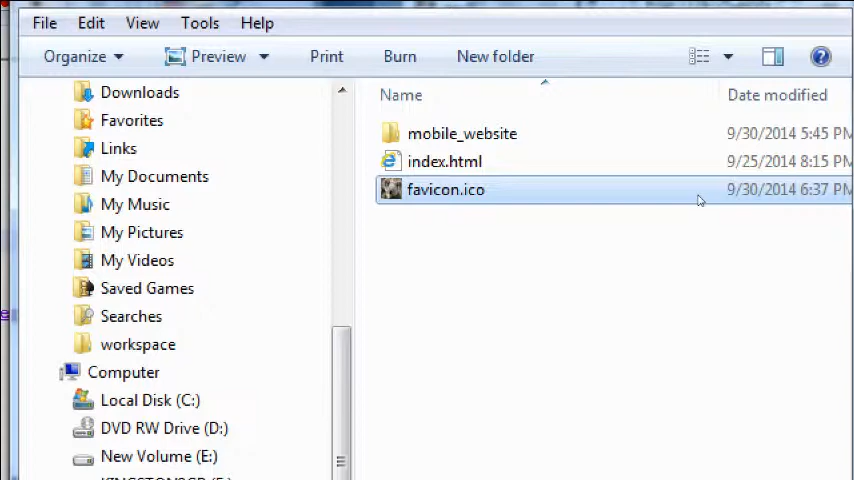 File Edit View Tools Help
Organize Preview Print Burn New folder
Name Date modified
mobile_website 9/30/2014 5:45 PM
index.html 9/25/2014 8:15 PM
favicon.ico 9/30/2014 6:37 PM
Downloads
Favorites
Links
My Documents
My Music
My Pictures
My Videos
Saved Games
Searches
workspace
Computer
Local Disk (C:)
DVD RW Drive (D:)
New Volume (E:)